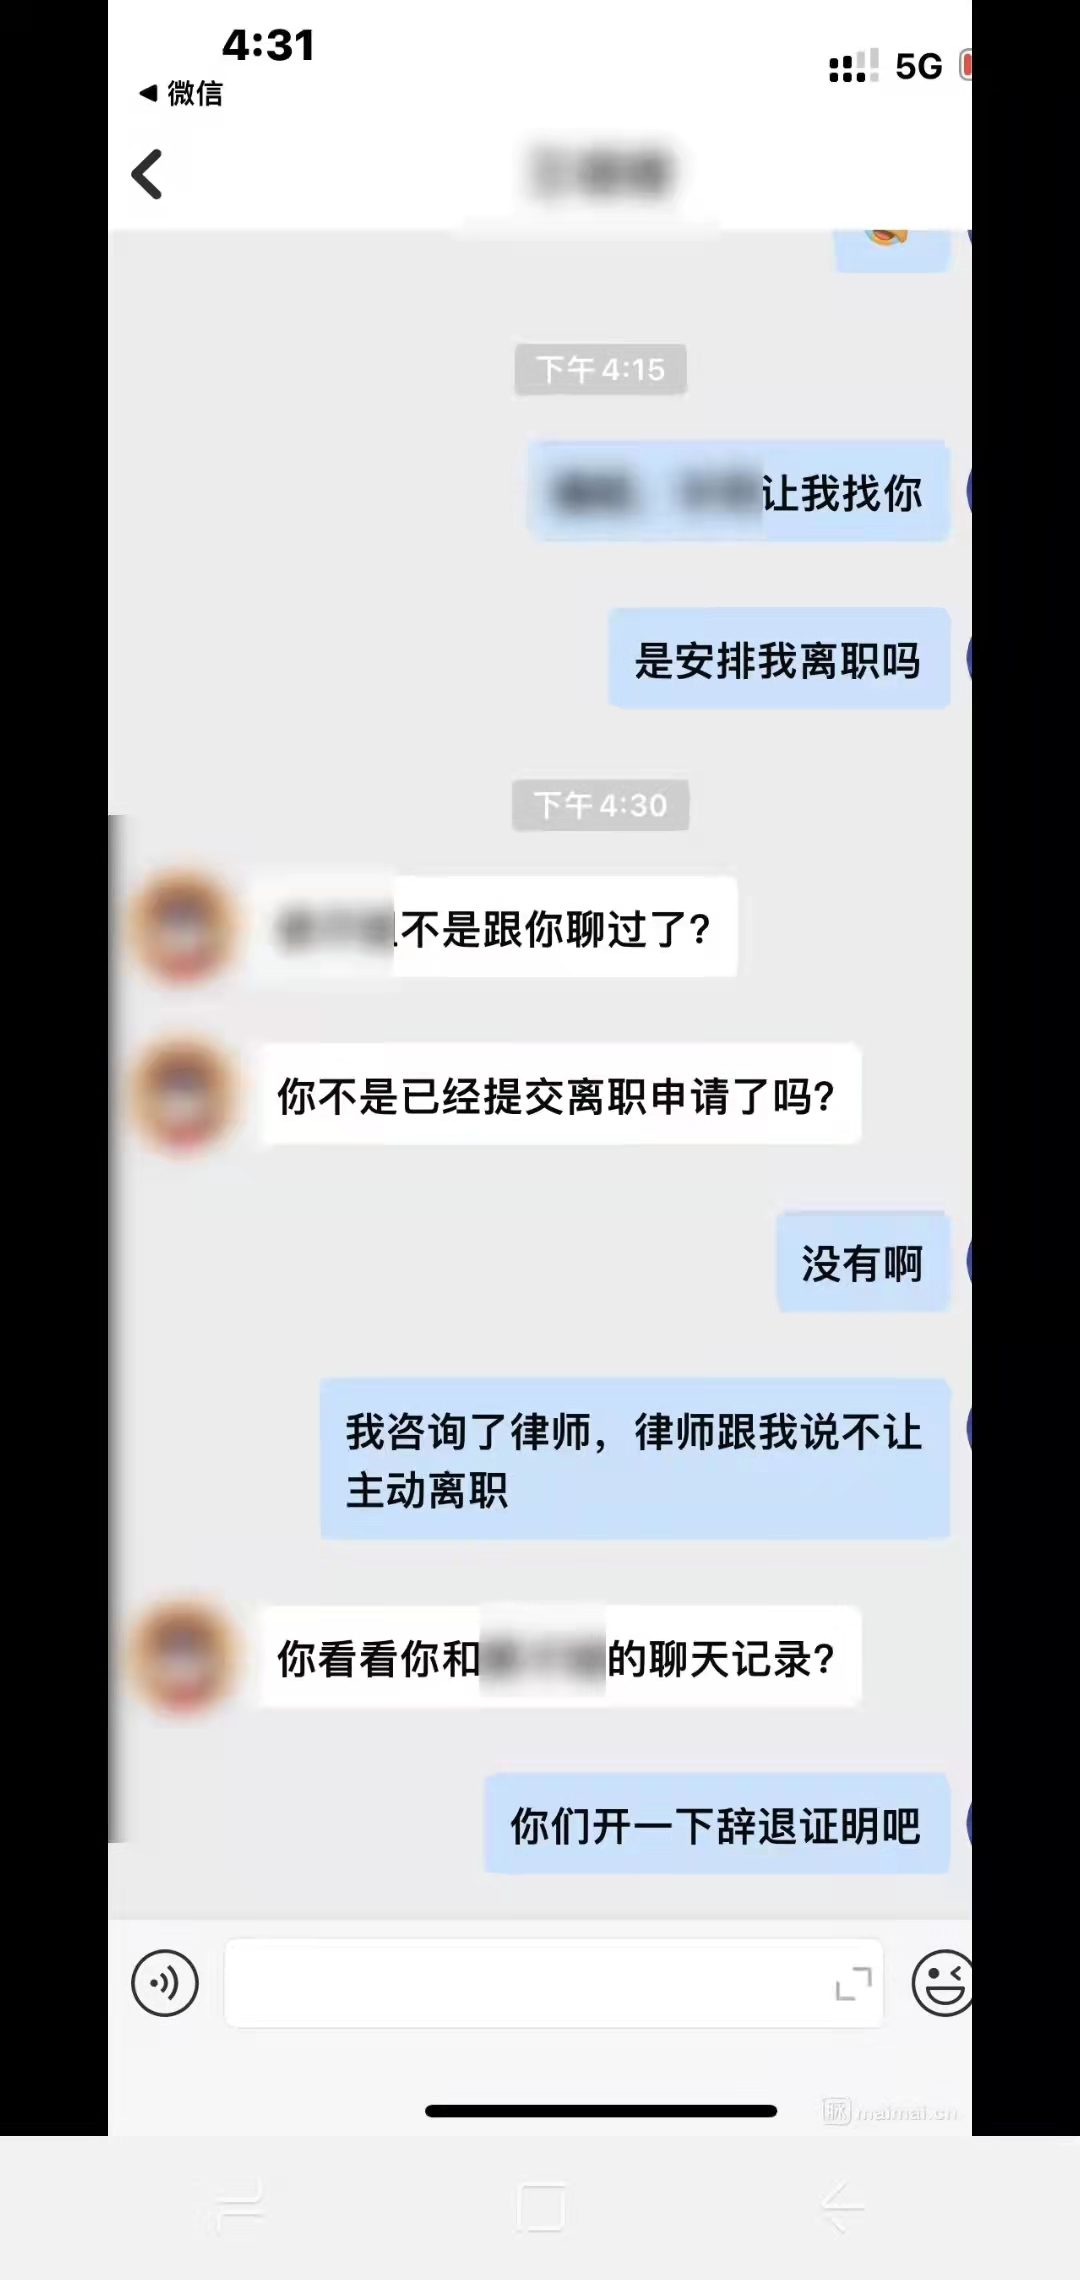 4:31
5G
微信
下午 4:15
让我找你
是安排我离职吗
下午 4:30
不是跟你聊过了?
你不是已经提交离职申请了吗?
没有啊
我咨询了律师，律师跟我说不让
主动离职
你看看你和
的聊天记录?
你们开一下辞退证明吧
脉 maimai.cn